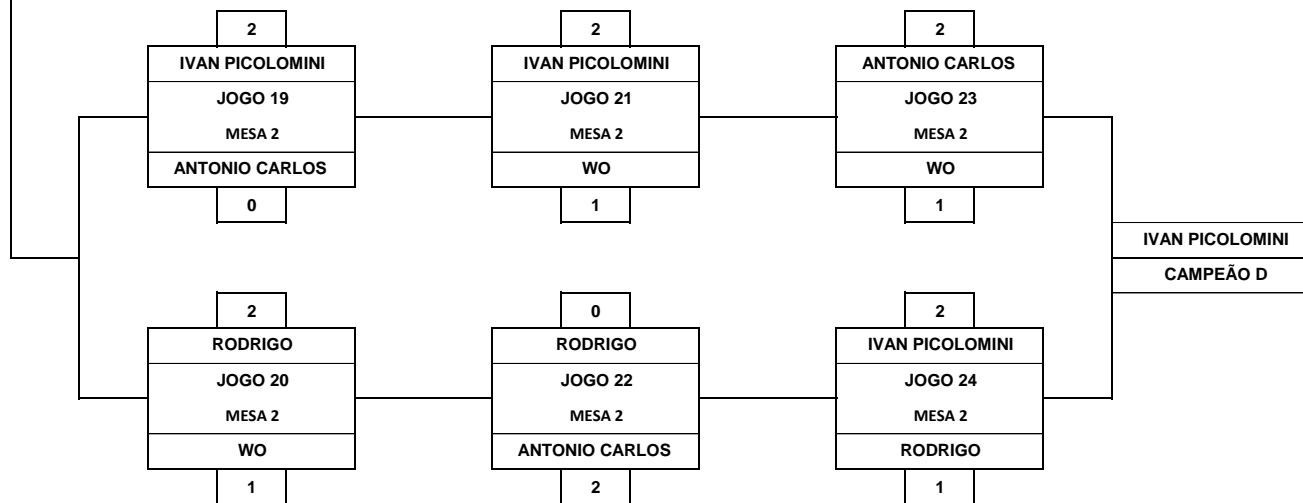 2
IVAN PICOLOMINI
JOGO 19
MESA 2
ANTONIO CARLOS
0
2
IVAN PICOLOMINI
JOGO 21
MESA 2
WO
1
2
ANTONIO CARLOS
JOGO 23
MESA 2
WO
1
2
RODRIGO
JOGO 20
MESA 2
WO
1
0
RODRIGO
JOGO 22
MESA 2
ANTONIO CARLOS
2
2
IVAN PICOLOMINI
JOGO 24
MESA 2
RODRIGO
1
IVAN PICOLOMINI
CAMPEÃO D